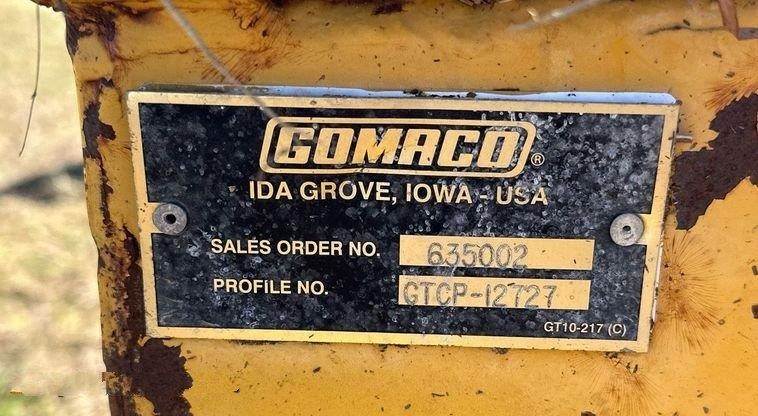 GOMACO®
IDA GROVE, IOWA - USA
SALES ORDER NO. 635002
PROFILE NO. GTCP-12727
GT10-217 (C)